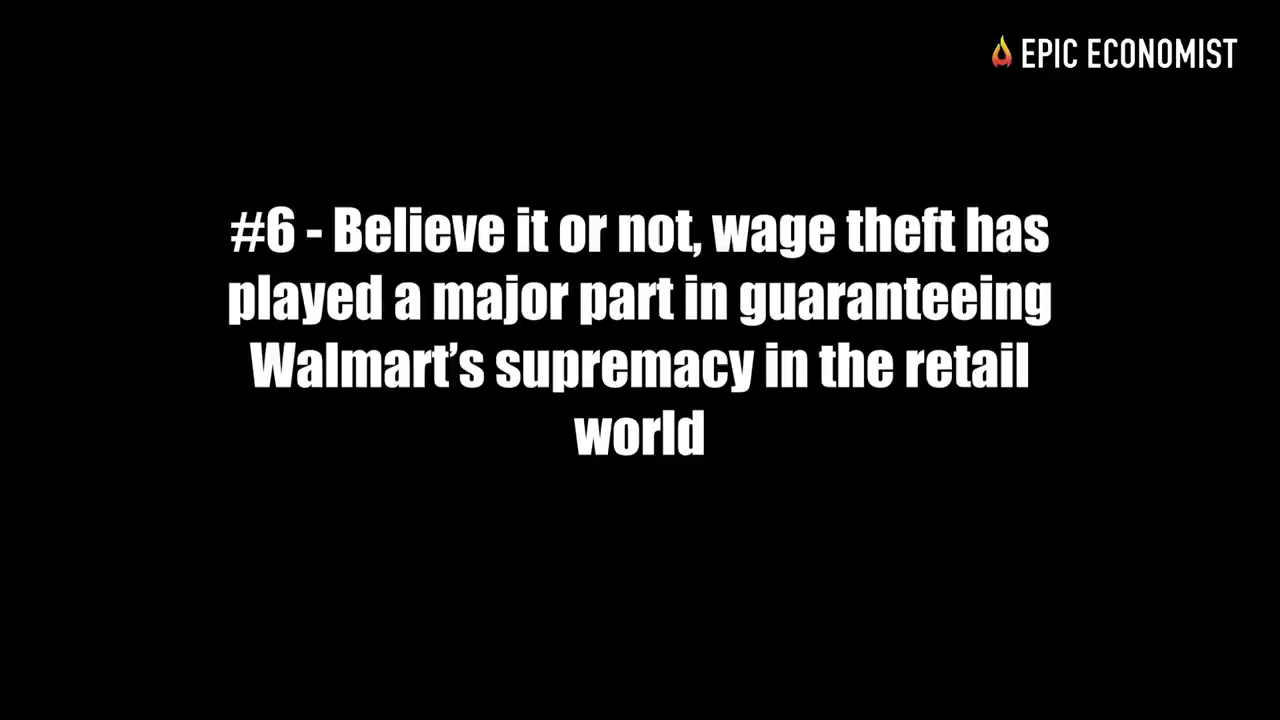 EPIC ECONOMIST
#6 - Believe it or not, wage theft has
played a major part in guaranteeing
Walmart’s supremacy in the retail
world